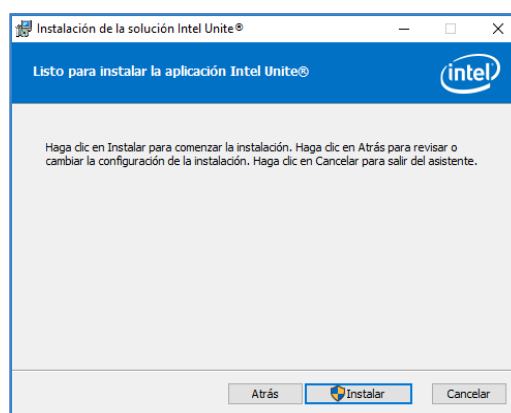 Instalación de la solución Intel Unite®
Listo para instalar la aplicación Intel Unite®
intel
Haga clic en Instalar para comenzar la instalación. Haga clic en Atrás para revisar o
cambiar la configuración de la instalación. Haga clic en Cancelar para salir del asistente.
Atrás
Instalar
Cancelar